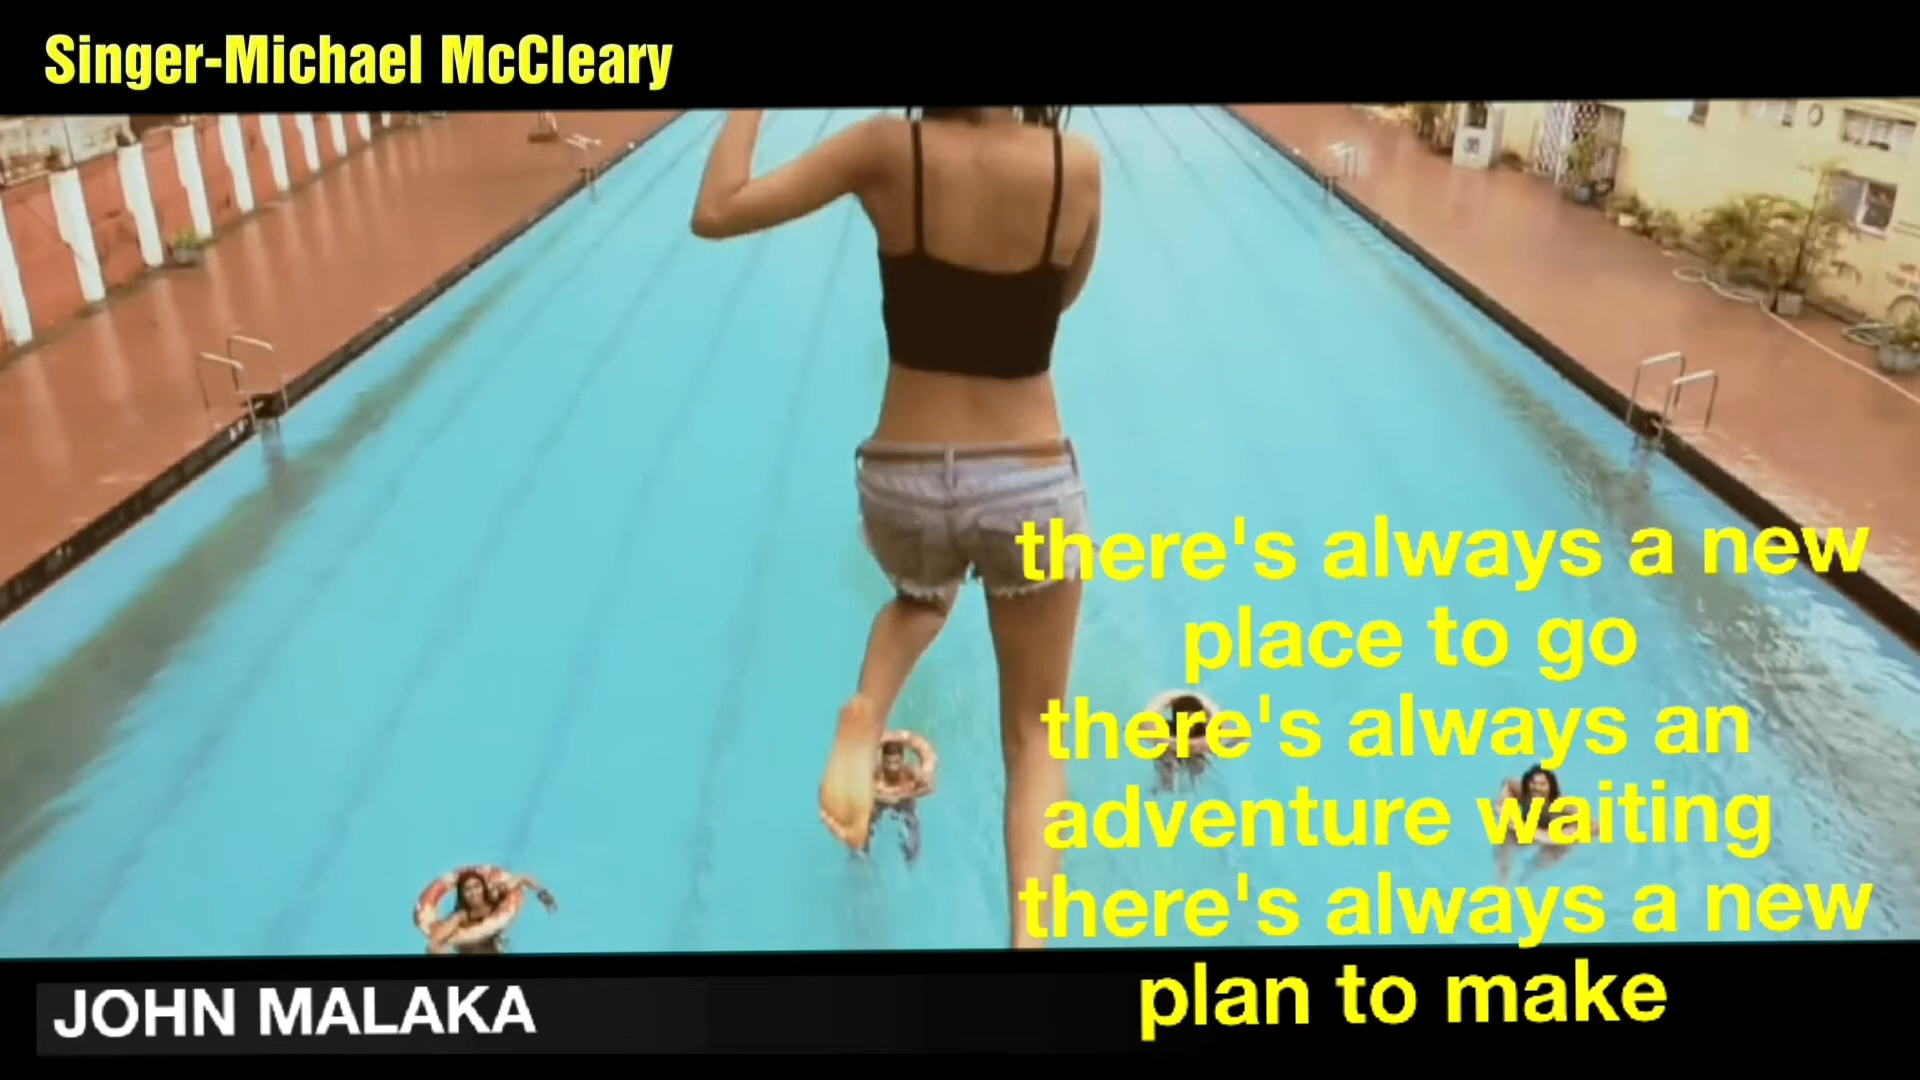 Singer-Michael McCleary
there's always a new
place to go
there's always an
adventure waiting
there's always a new
plan to make
JOHN MALAKA